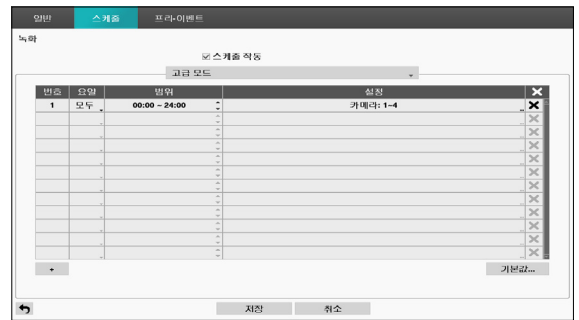 일반 스케줄 프리-이벤트
녹화
스케줄 작동
고급 모드
번호 요일 범위 설정
1 모두 00:00 ~ 24:00 카메라: 1~4
+ 기본값...
저장 취소